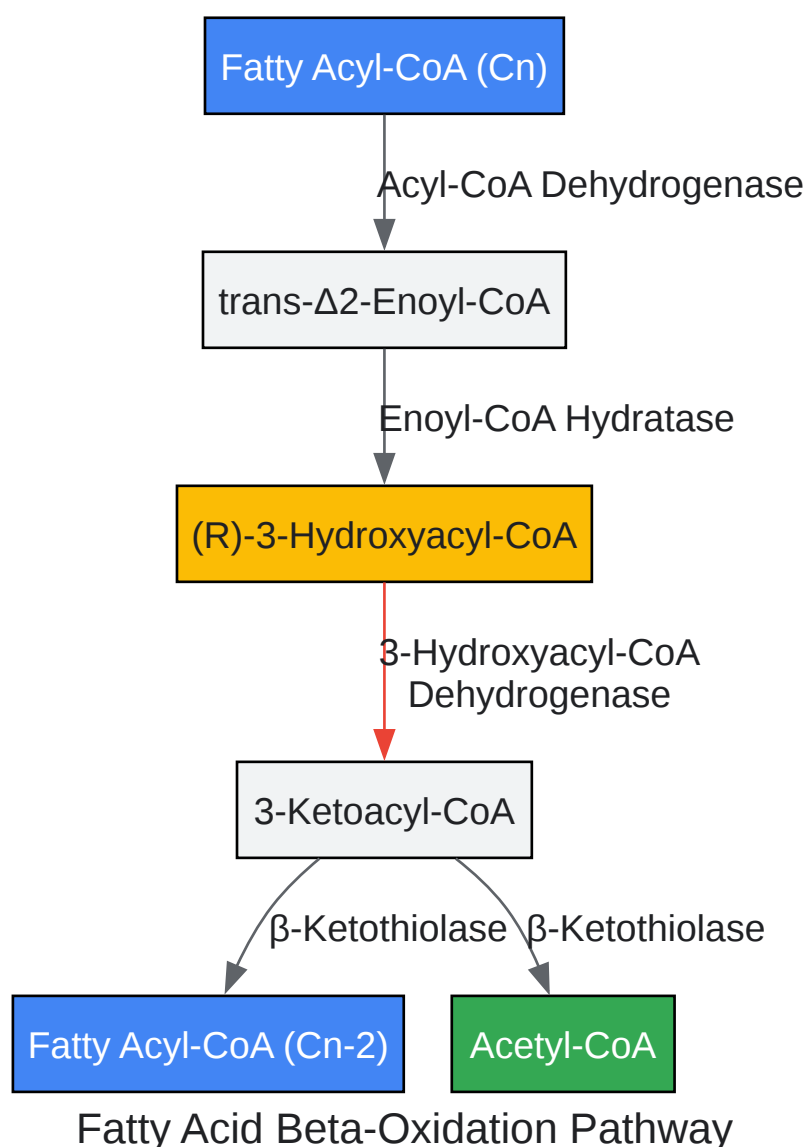 Fatty Acyl-CoA (Cn)
Acyl-CoA Dehydrogenase
trans-Δ2-Enoyl-CoA
Enoyl-CoA Hydratase
(R)-3-Hydroxyacyl-CoA
3-Hydroxyacyl-CoA
Dehydrogenase
3-Ketoacyl-CoA
β-Ketothiolase
β-Ketothiolase
Fatty Acyl-CoA (Cn-2)
Acetyl-CoA
Fatty Acid Beta-Oxidation Pathway